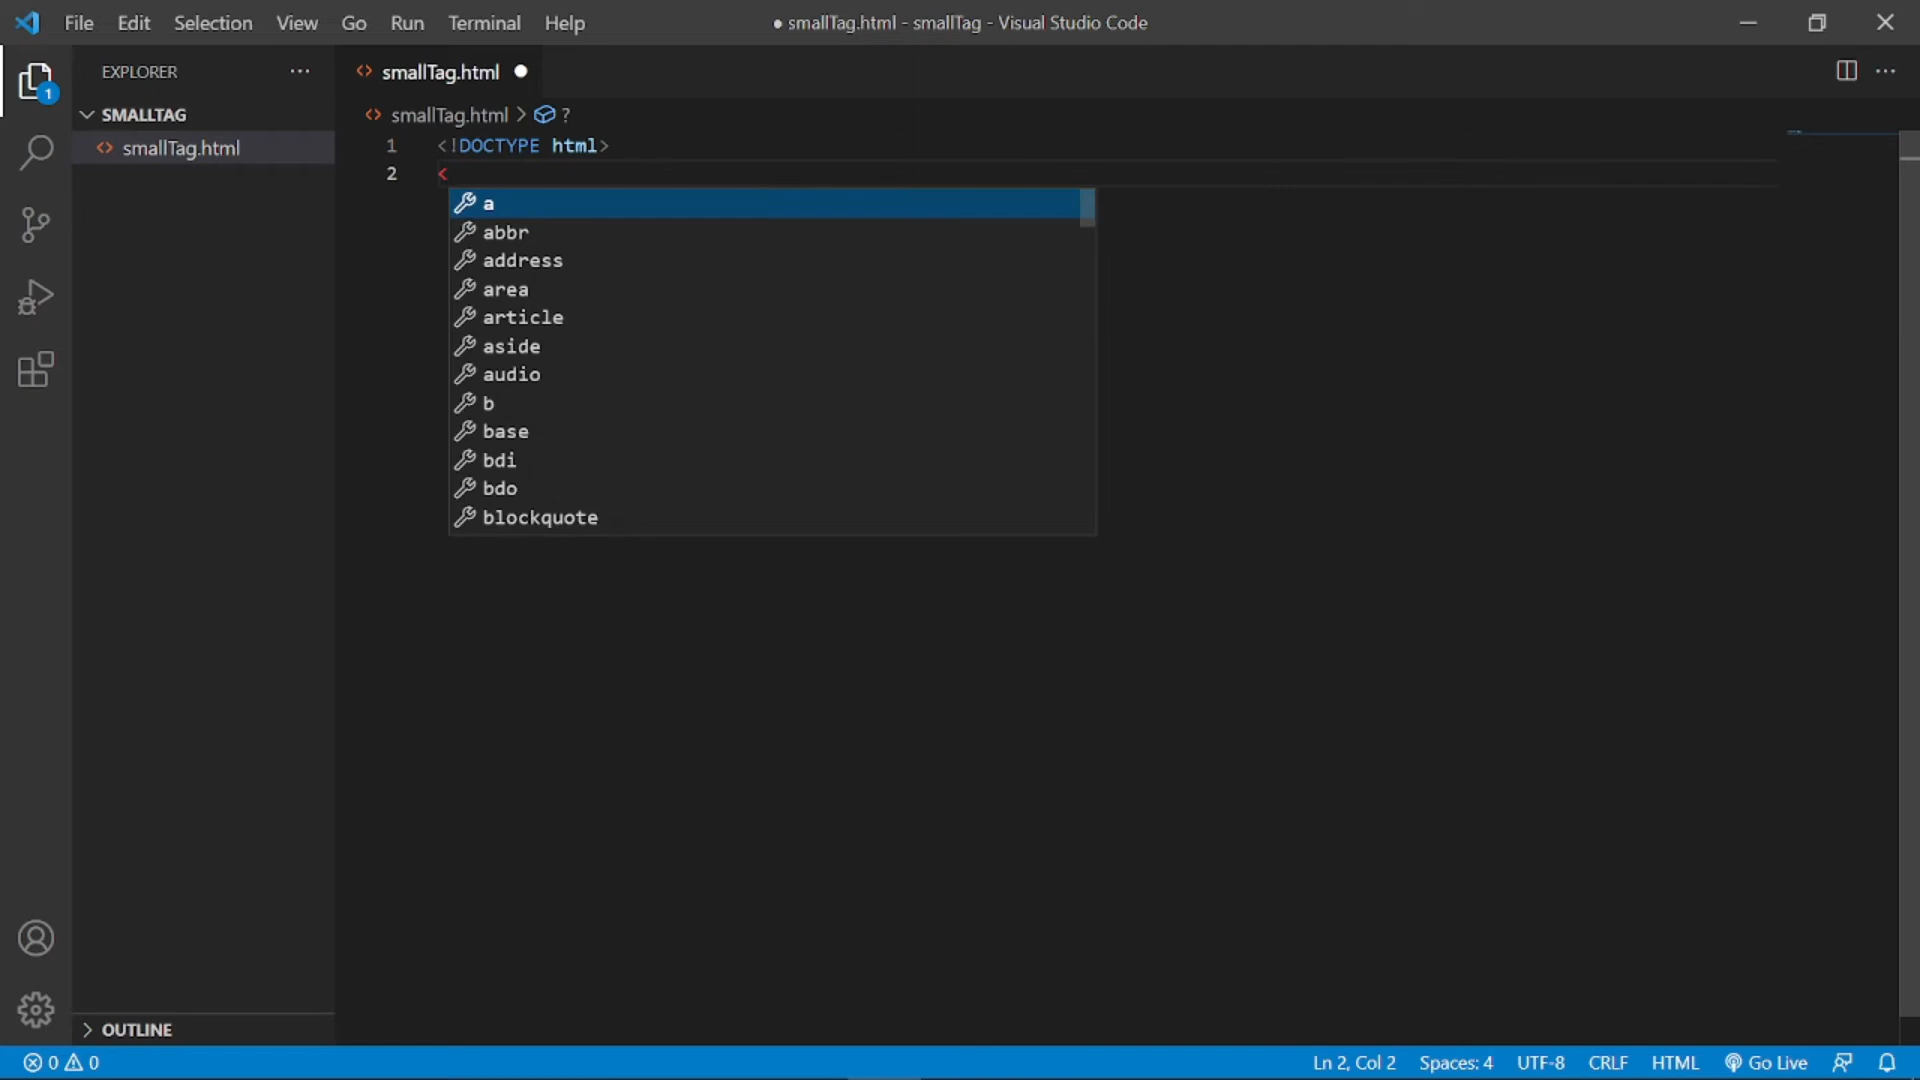 File Edit Selection View Go Run Terminal Help ● smallTag.html - smallTag - Visual Studio Code
EXPLORER ··· <> smallTag.html ● ···
1
SMALLTAG <> smallTag.html > ?
<> smallTag.html
1 <!DOCTYPE html>
2 <
a
abbr
address
area
article
aside
audio
b
base
bdi
bdo
blockquote
> OUTLINE
0 0 Ln 2, Col 2 Spaces: 4 UTF-8 CRLF HTML Go Live